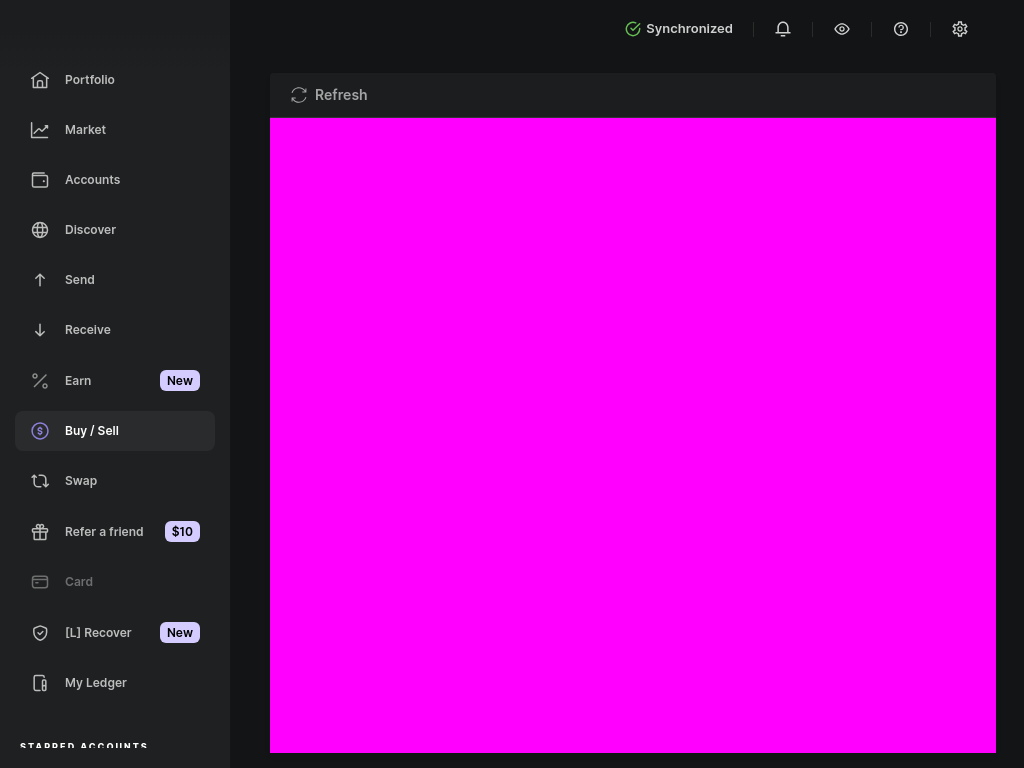 Synchronized
Refresh
Portfolio
Market
Accounts
Discover
Send
Receive
Earn New
Buy / Sell
Swap
Refer a friend $10
Card
[L] Recover New
My Ledger
STARRED ACCOUNTS